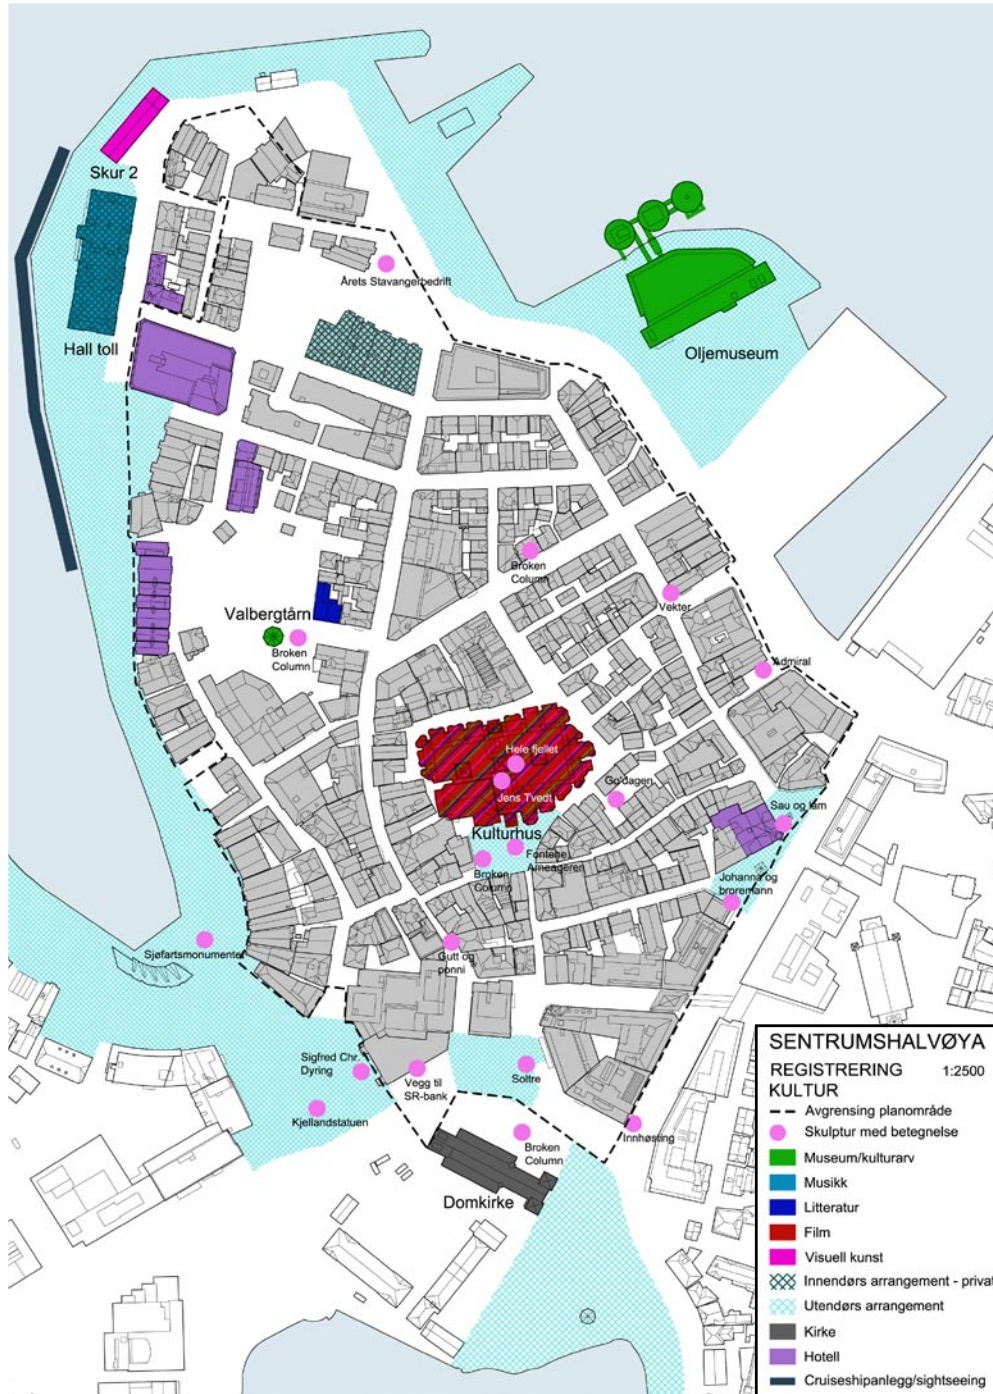 Skur 2
Årets Stavangerbedrift
Hall toll
Oljemuseum
Broken
Column
Vekter
Valbergtårn
Broken
Column
Admiral
Hele fjellet
Jens Tvedt
Go'dagen
Sau og lam
Kulturhus
Fontene
Ameageren
Broken
Column
Johanna og
broremann
Sjøfartsmonumentet
Gutt og
ponni
Sigfred Chr.
Dyring
Vegg til
SR-bank
Soltre
Kjellandstatuen
Innhøsting
Broken
Column
Domkirke
SENTRUMSHALVØYA
REGISTRERING 1:2500
KULTUR
Avgrensing planområde
Skulptur med betegnelse
Museum/kulturarv
Musikk
Litteratur
Film
Visuell kunst
Innendørs arrangement - privat
Utendørs arrangement
Kirke
Hotell
Cruiseshipanlegg/sightseeing